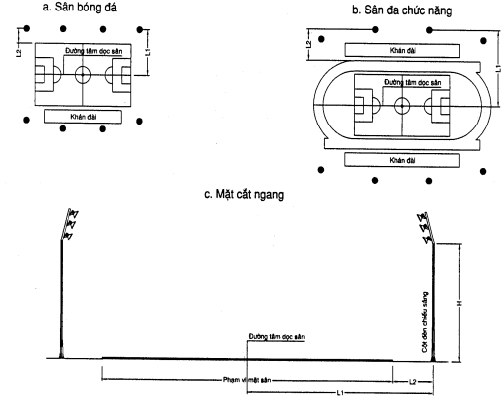 a. Sân bóng đá
b. Sân đa chức năng
L2
Đường tâm dọc sân
L1
Khán đài
L2
Khán đài
Đường tâm dọc sân
L1
Khán đài
c. Mặt cắt ngang
Đường tâm dọc sân
Cột đèn chiếu sáng
H
Phạm vi mặt sân
L2
L1